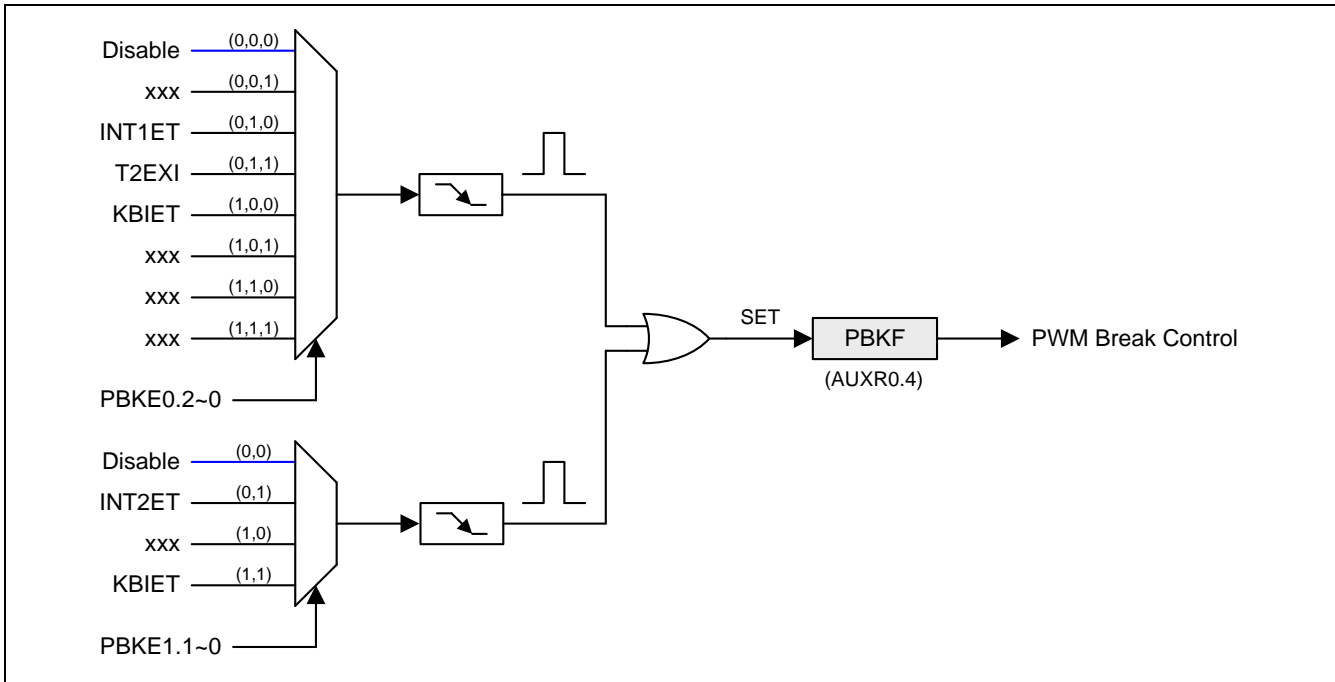 Disable (0,0,0)
xxx (0,0,1)
INT1ET (0,1,0)
T2EXI (0,1,1)
KBIET (1,0,0)
xxx (1,0,1)
xxx (1,1,0)
xxx (1,1,1)
PBKE0.2~0
SET
PBKF
PWM Break Control
(AUXR0.4)
Disable (0,0)
INT2ET (0,1)
xxx (1,0)
KBIET (1,1)
PBKE1.1~0